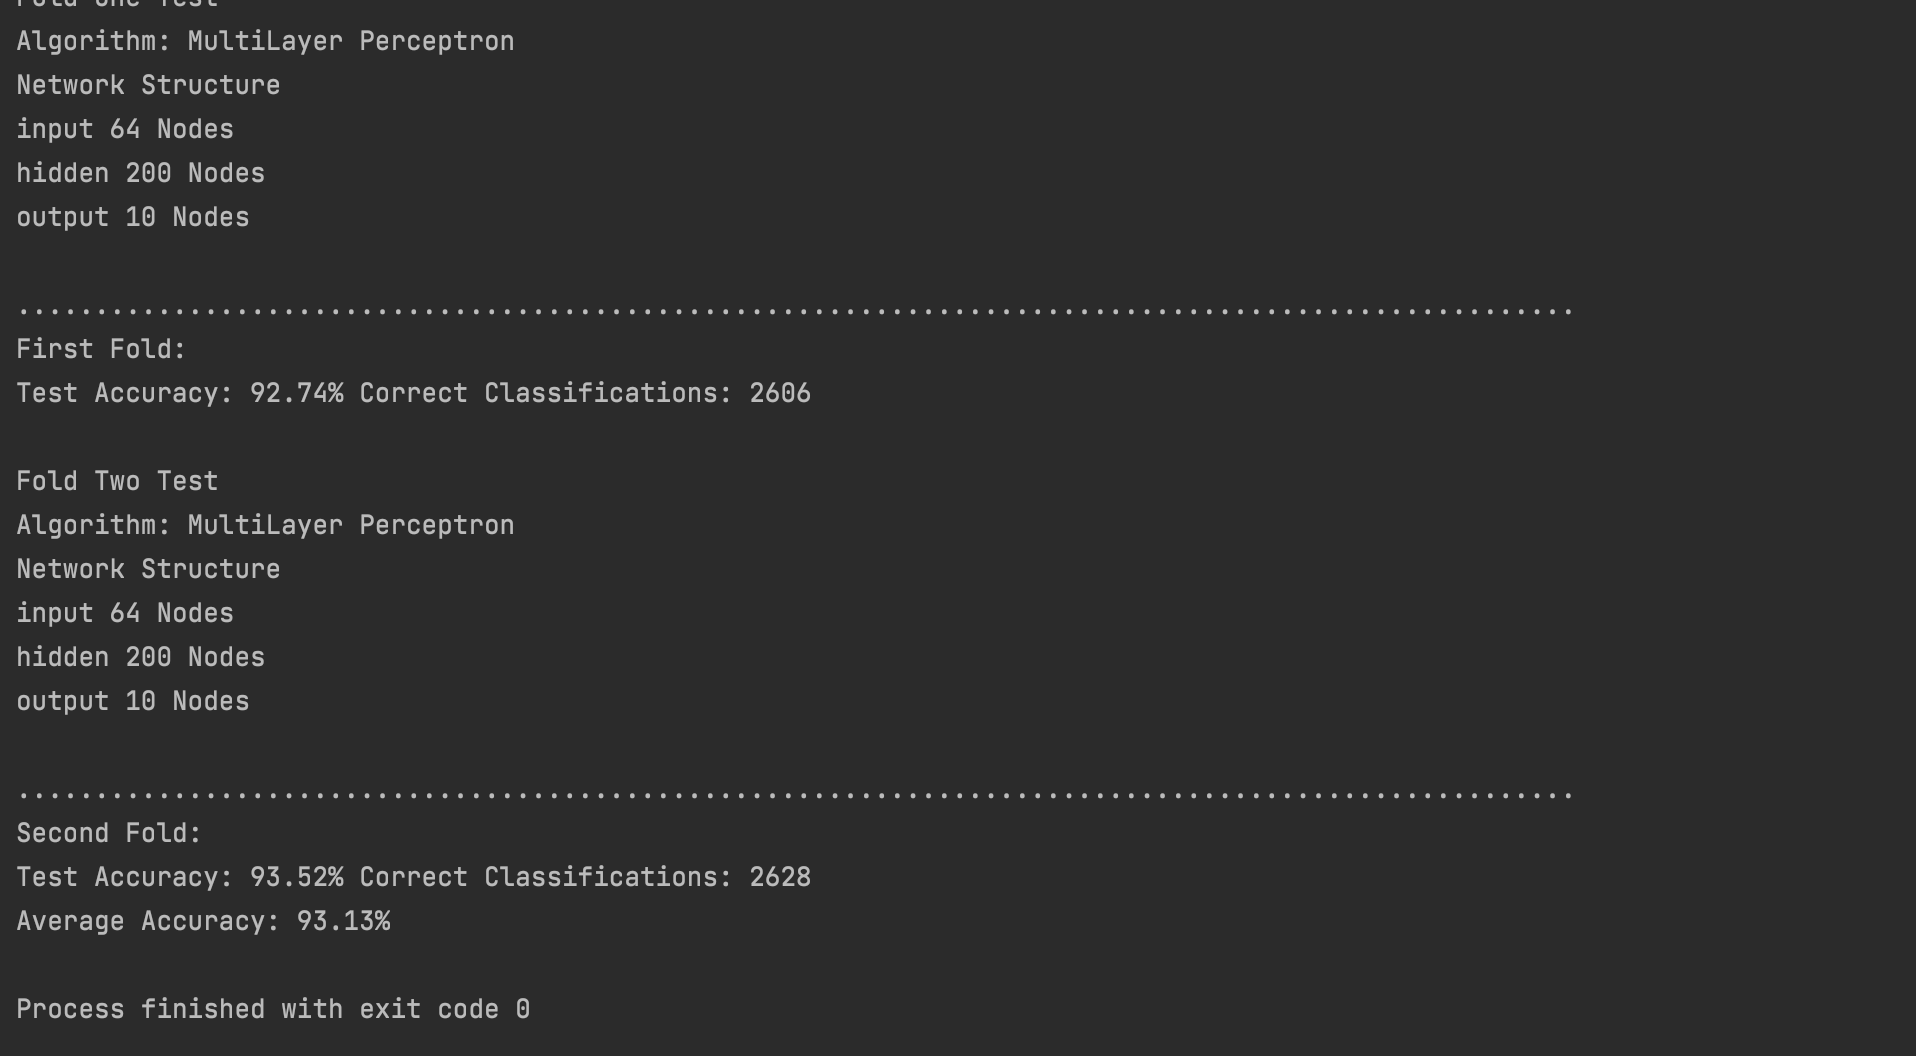 Fold One Test
Algorithm: MultiLayer Perceptron
Network Structure
input 64 Nodes
hidden 200 Nodes
output 10 Nodes
....................................................................................................
First Fold:
Test Accuracy: 92.74% Correct Classifications: 2606
Fold Two Test
Algorithm: MultiLayer Perceptron
Network Structure
input 64 Nodes
hidden 200 Nodes
output 10 Nodes
....................................................................................................
Second Fold:
Test Accuracy: 93.52% Correct Classifications: 2628
Average Accuracy: 93.13%
Process finished with exit code 0